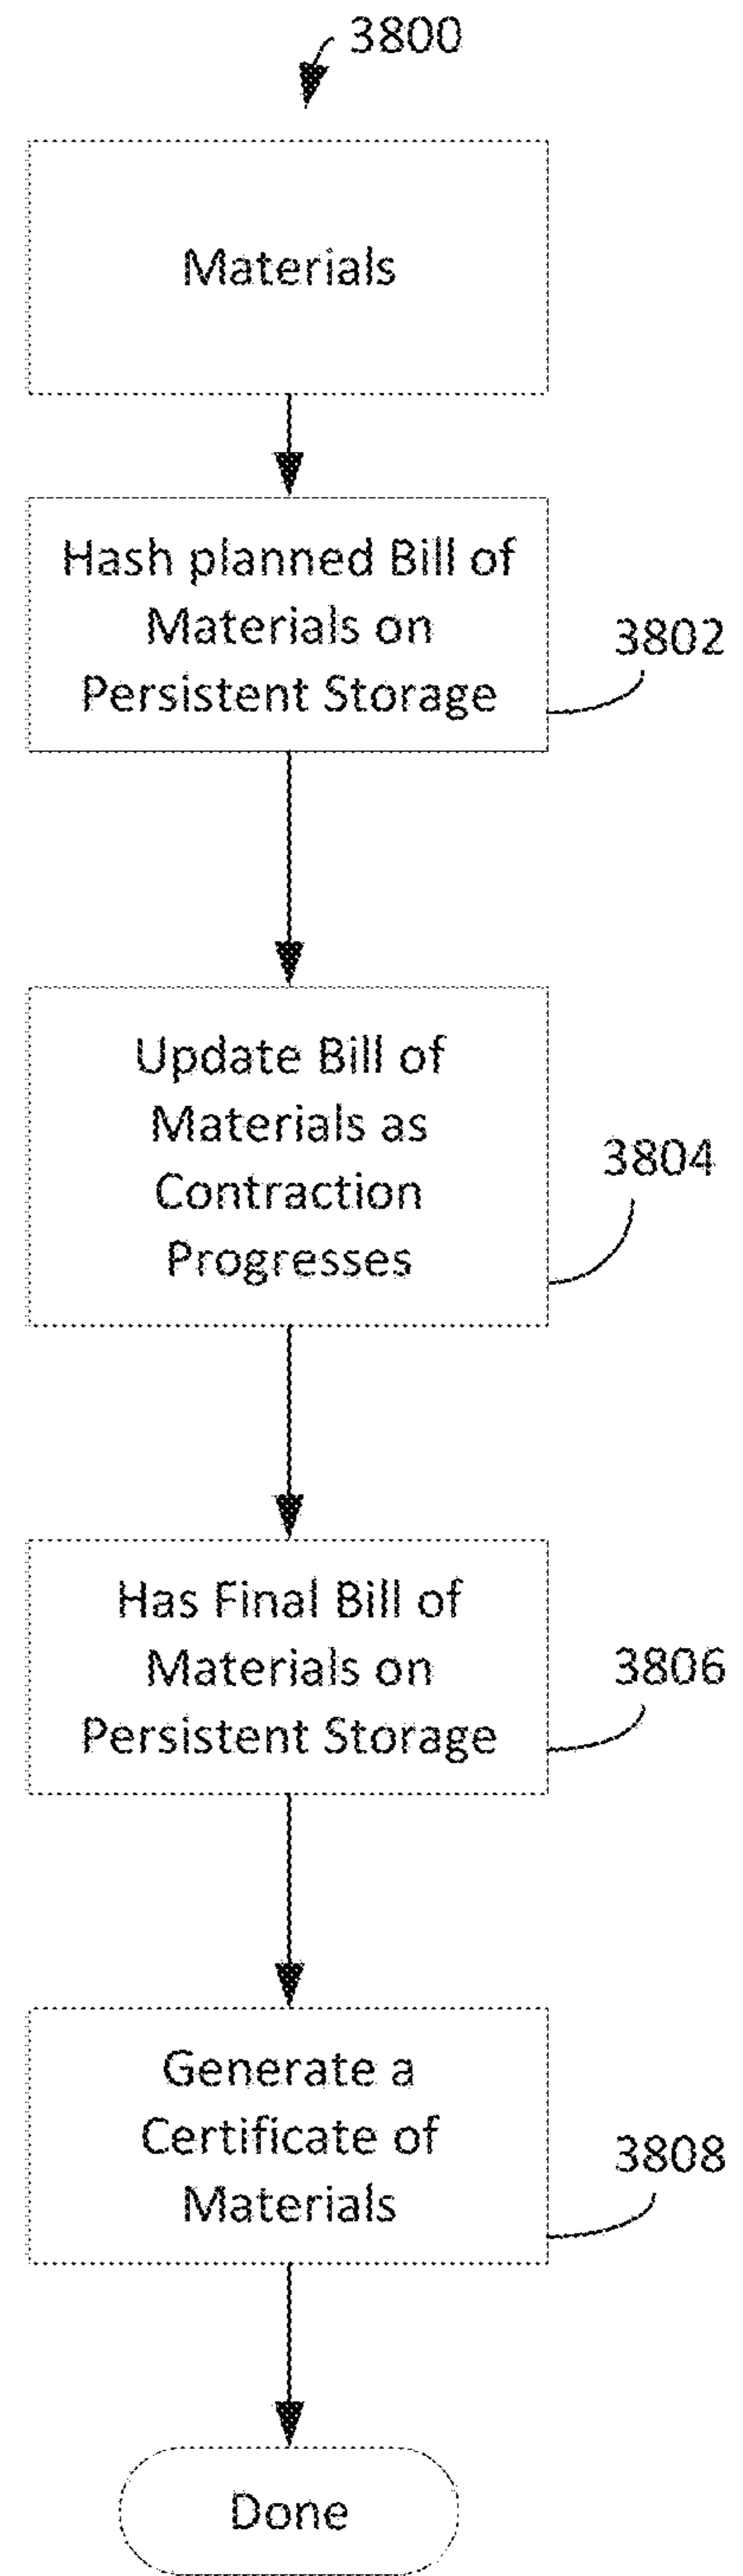 3800
Materials
Hash planned Bill of
Materials on
Persistent Storage
3802
Update Bill of
Materials as
Contraction
Progresses
3804
Has Final Bill of
Materials on
Persistent Storage
3806
Generate a
Certificate of
Materials
3808
Done